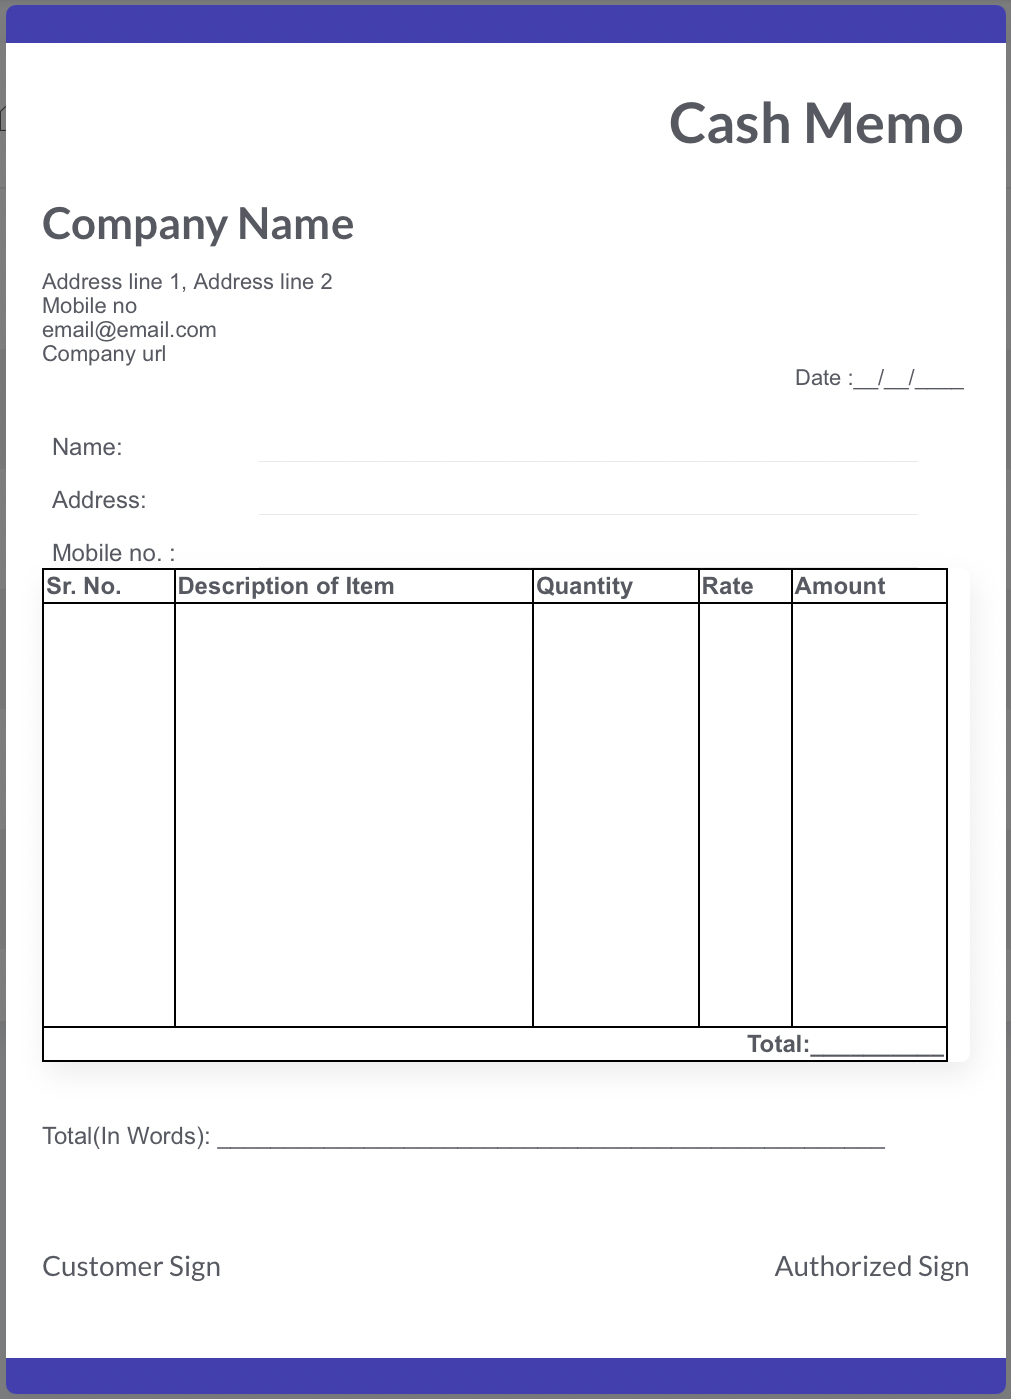 Cash Memo
Company Name
Address line 1, Address line 2
Mobile no
email@email.com
Company url
Date :__/__/____
Name:
Address:
Mobile no. :
Sr. No. Description of Item Quantity Rate Amount
Total:__________
Total(In Words): __________________________________________________
Customer Sign Authorized Sign